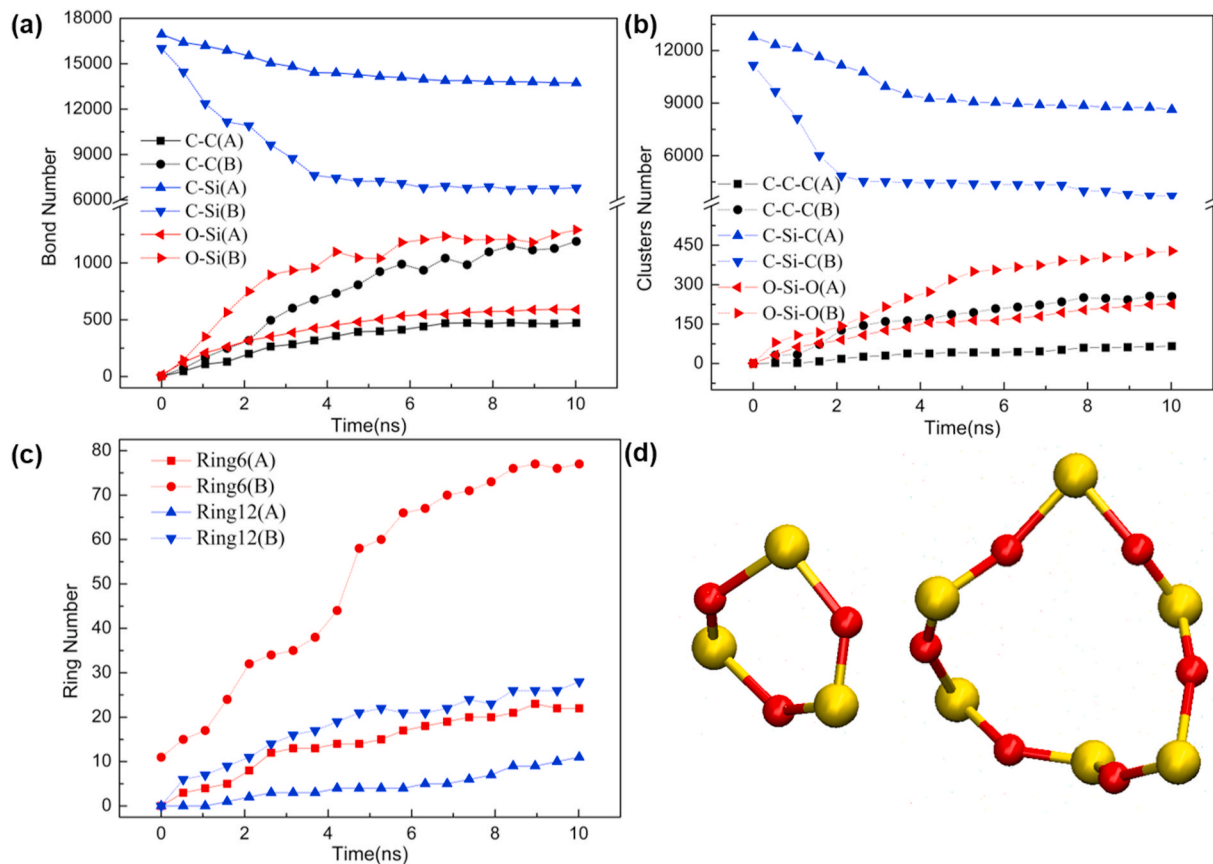 (a)
18000
15000
12000
9000
6000
1000
500
0
Bond Number
C-C(A)
C-C(B)
C-Si(A)
C-Si(B)
O-Si(A)
O-Si(B)
0 2 4 6 8 10
Time(ns)
(b)
12000
9000
6000
450
300
150
0
Clusters Number
C-C-C(A)
C-C-C(B)
C-Si-C(A)
C-Si-C(B)
O-Si-O(A)
O-Si-O(B)
0 2 4 6 8 10
Time(ns)
(c)
80
70
60
50
40
30
20
10
0
Ring Number
Ring6(A)
Ring6(B)
Ring12(A)
Ring12(B)
0 2 4 6 8 10
Time(ns)
(d)